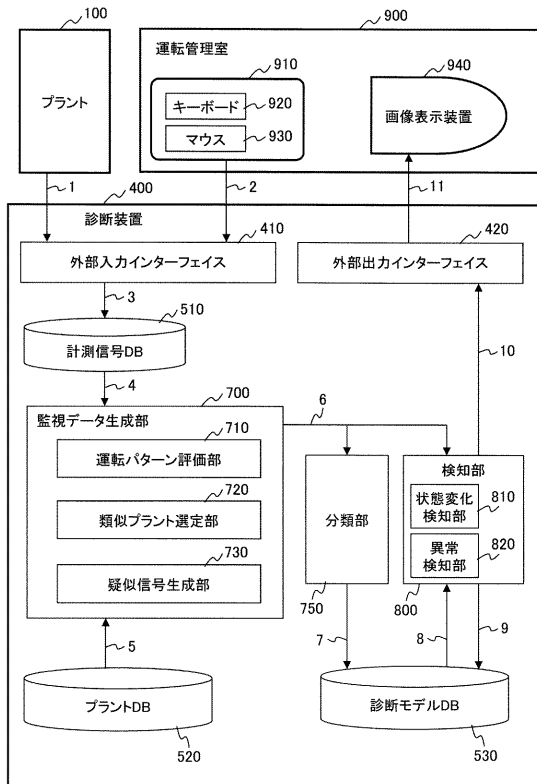 100
プラント
900
運転管理室
910
キーボード
920
マウス
930
940
画像表示装置
1
2
11
400
診断装置
410
外部入力インターフェイス
420
外部出力インターフェイス
3
510
計測信号DB
4
10
700
監視データ生成部
710
運転パターン評価部
720
類似プラント選定部
730
疑似信号生成部
6
分類部
750
検知部
状態変化
検知部
810
異常
検知部
820
800
5
7
8
9
プラントDB
520
診断モデルDB
530